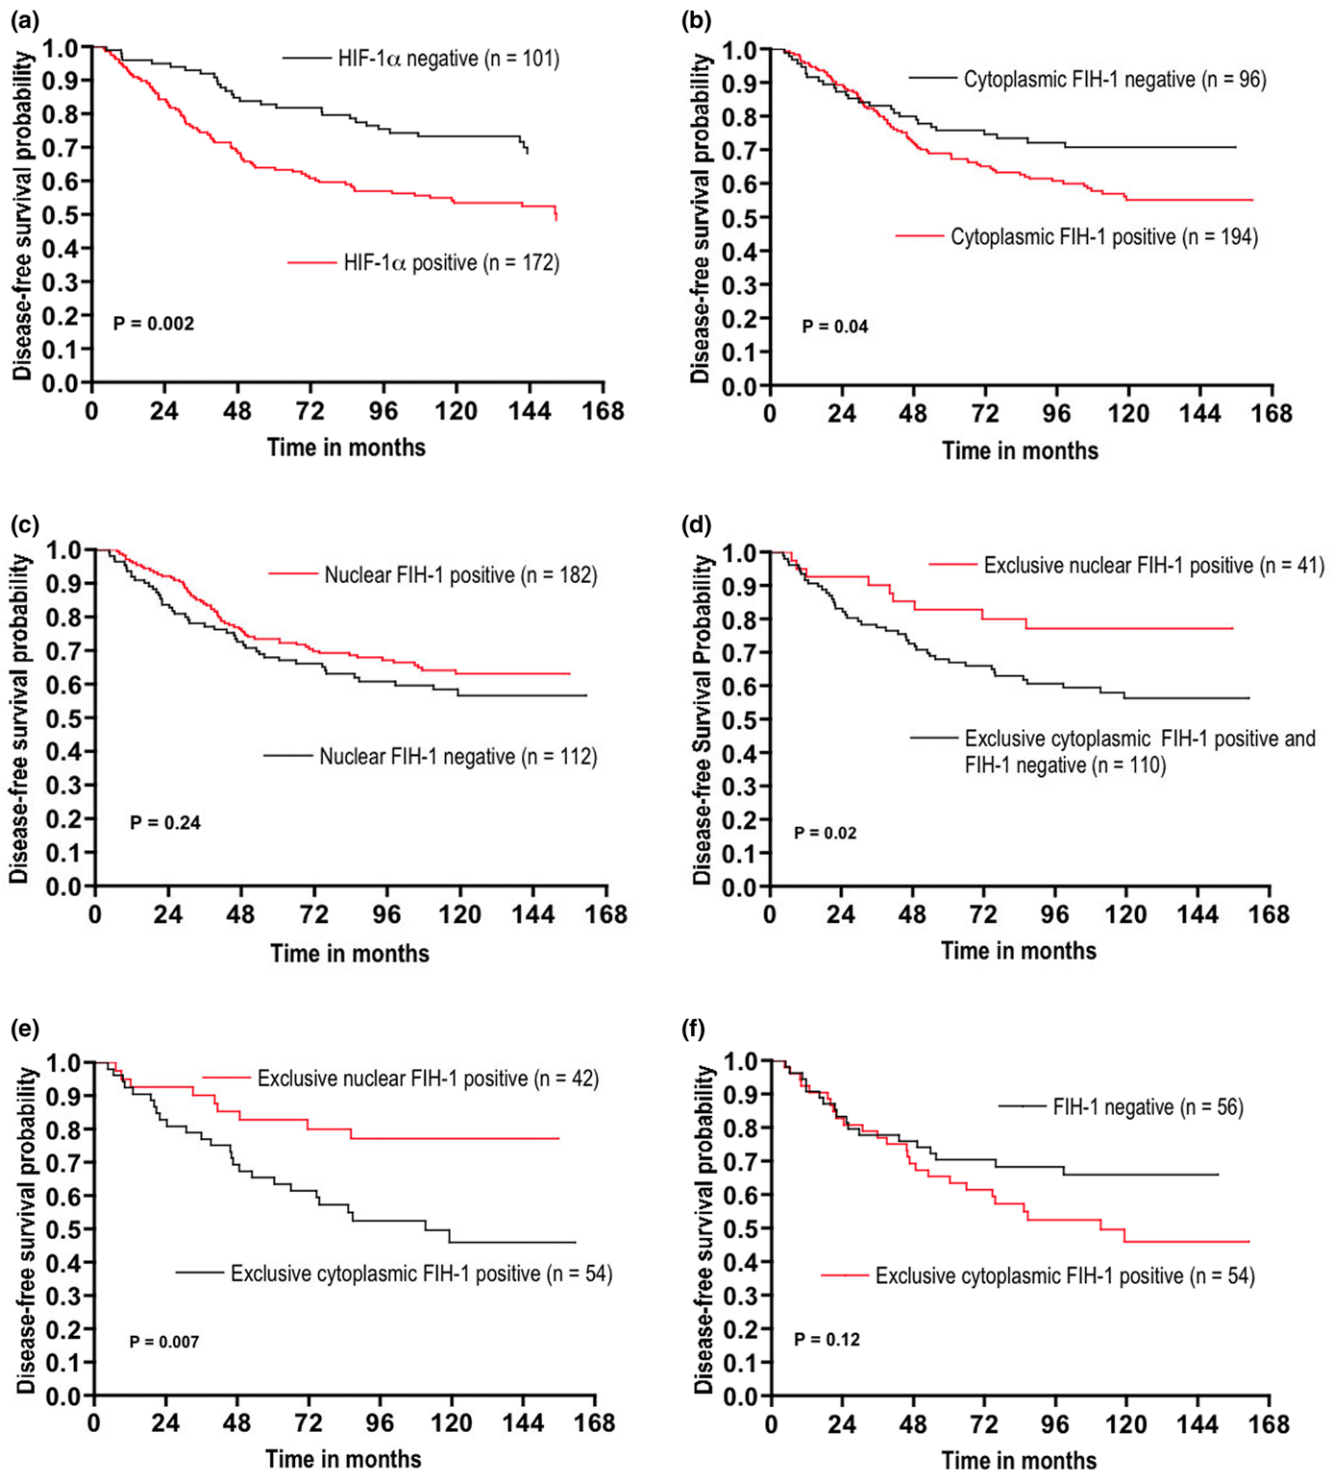 (a)
Disease-free survival probability
1.0
0.9
0.8
0.7
0.6
0.5
0.4
0.3
0.2
0.1
0.0
HIF-1α negative (n = 101)
HIF-1α positive (n = 172)
P = 0.002
0 24 48 72 96 120 144 168
Time in months
(b)
Disease-free survival probability
1.0
0.9
0.8
0.7
0.6
0.5
0.4
0.3
0.2
0.1
0.0
Cytoplasmic FIH-1 negative (n = 96)
Cytoplasmic FIH-1 positive (n = 194)
P = 0.04
0 24 48 72 96 120 144 168
Time in months
(c)
Disease-free survival probability
1.0
0.9
0.8
0.7
0.6
0.5
0.4
0.3
0.2
0.1
0.0
Nuclear FIH-1 positive (n = 182)
Nuclear FIH-1 negative (n = 112)
P = 0.24
0 24 48 72 96 120 144 168
Time in months
(d)
Disease-free Survival Probability
1.0
0.9
0.8
0.7
0.6
0.5
0.4
0.3
0.2
0.1
0.0
Exclusive nuclear FIH-1 positive (n = 41)
Exclusive cytoplasmic FIH-1 positive and
FIH-1 negative (n = 110)
P = 0.02
0 24 48 72 96 120 144 168
Time in months
(e)
Disease-free survival probability
1.0
0.9
0.8
0.7
0.6
0.5
0.4
0.3
0.2
0.1
0.0
Exclusive nuclear FIH-1 positive (n = 42)
Exclusive cytoplasmic FIH-1 positive (n = 54)
P = 0.007
0 24 48 72 96 120 144 168
Time in months
(f)
Disease-free survival probability
1.0
0.9
0.8
0.7
0.6
0.5
0.4
0.3
0.2
0.1
0.0
FIH-1 negative (n = 56)
Exclusive cytoplasmic FIH-1 positive (n = 54)
P = 0.12
0 24 48 72 96 120 144 168
Time in months